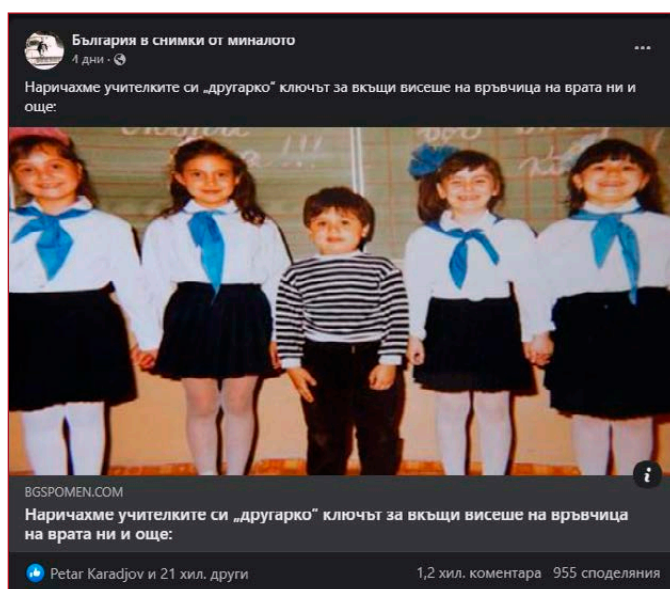 България в снимки от миналото
4 дни
Наричахме учителките си „другарко“ ключът за вкъщи висеше на връвчица на врата ни и
още:
!!!
BGSPOMEN.COM
Наричахме учителките си „другарко“ ключът за вкъщи висеше на връвчица
на врата ни и още:
Petar Karadjov и 21 хил. други 1,2 хил. коментара 955 споделяния